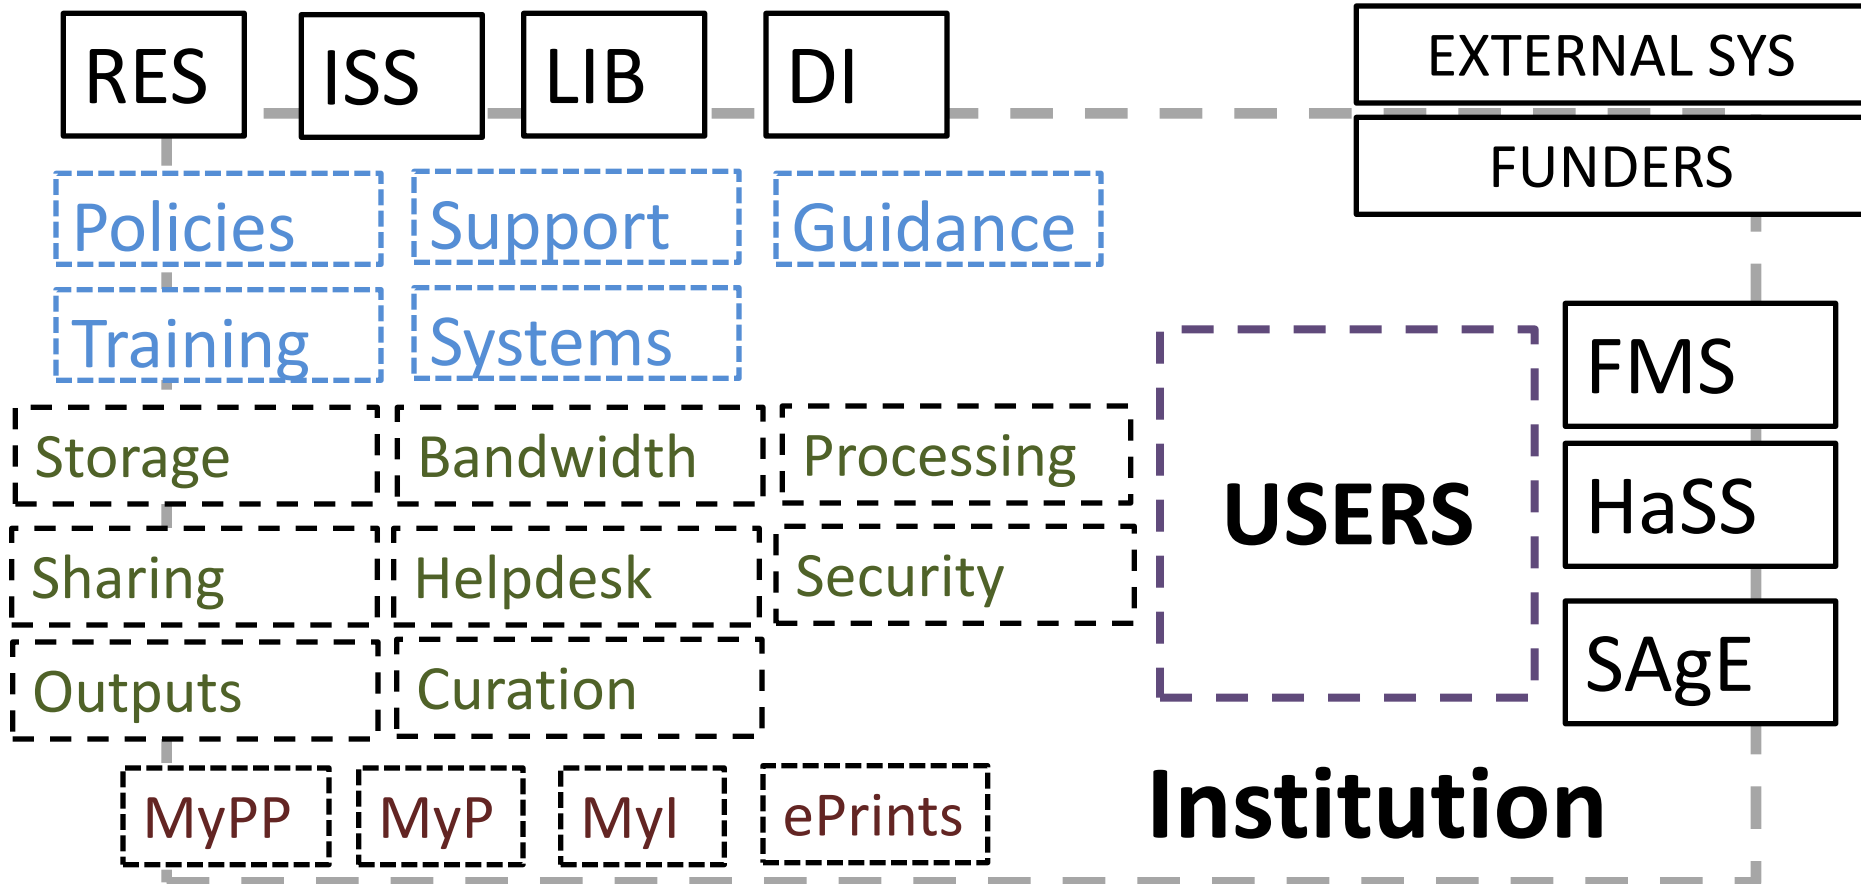 RES
ISS
LIB
DI
EXTERNAL SYS
FUNDERS
Policies
Support
Guidance
Training
Systems
Storage
Bandwidth
Processing
Sharing
Helpdesk
Security
Outputs
Curation
USERS
FMS
HaSS
SAgE
MyPP
MyP
MyI
ePrints
Institution